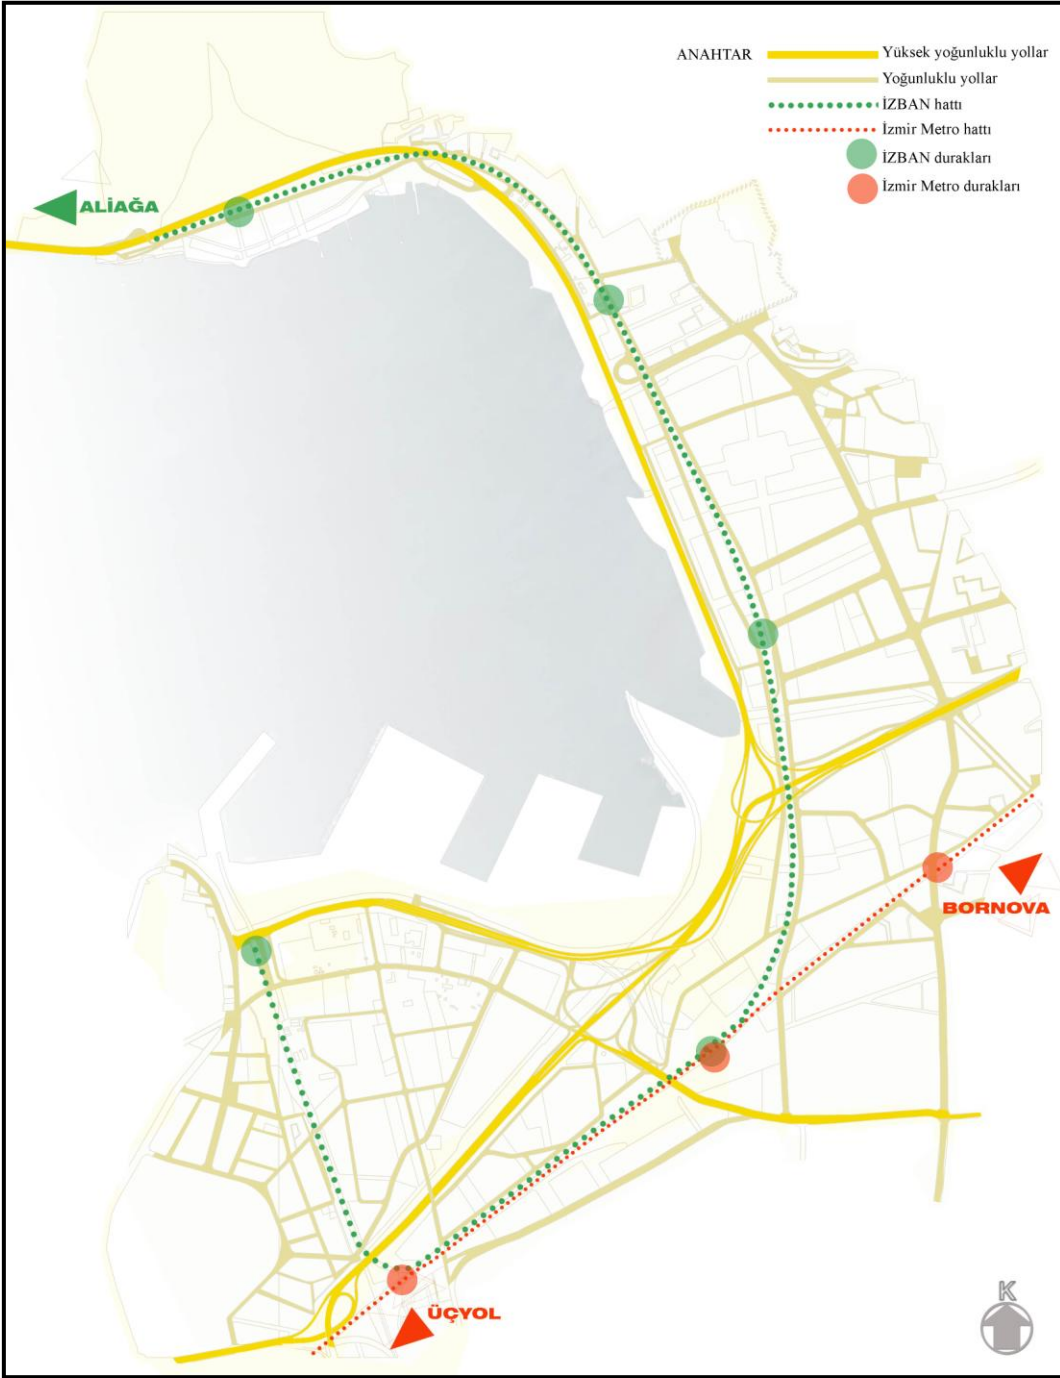 ANAHTAR
Yüksek yoğunluklu yollar
Yoğunluklu yollar
İZBAN hattı
İzmir Metro hattı
İZBAN durakları
İzmir Metro durakları
ALİAĞA
BORNOVA
ÜÇYOL
K